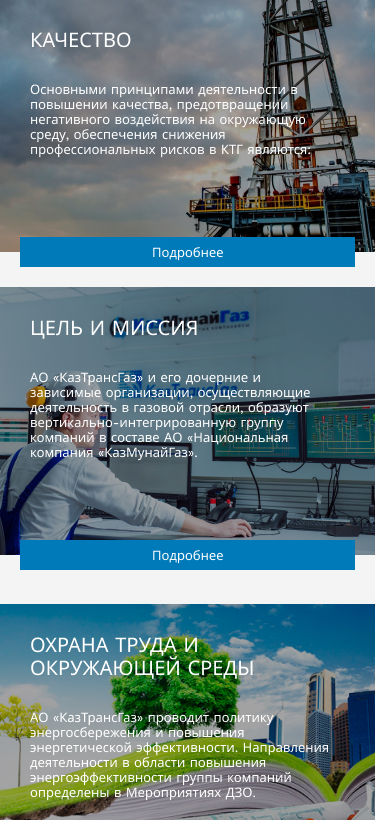 КАЧЕСТВО
Основными принципами деятельности в
повышении качества, предотвращении
негативного воздействия на окружающую
среду, обеспечения снижения
профессиональных рисков в КТГ являются:
Подробнее
КазМунайГаз
ЦЕЛЬ И МИССИЯ
АО «КазТрансГаз» и его дочерние и
зависимые организации, осуществляющие
деятельность в газовой отрасли, образуют
вертикально-интегрированную группу
компаний в составе АО «Национальная
компания «КазМунайГаз».
Подробнее
ОХРАНА ТРУДА И
ОКРУЖАЮЩЕЙ СРЕДЫ
АО «КазТрансГаз» проводит политику
энергосбережения и повышения
энергетической эффективности. Направления
деятельности в области повышения
энергоэффективности группы компаний
определены в Мероприятиях ДЗО.